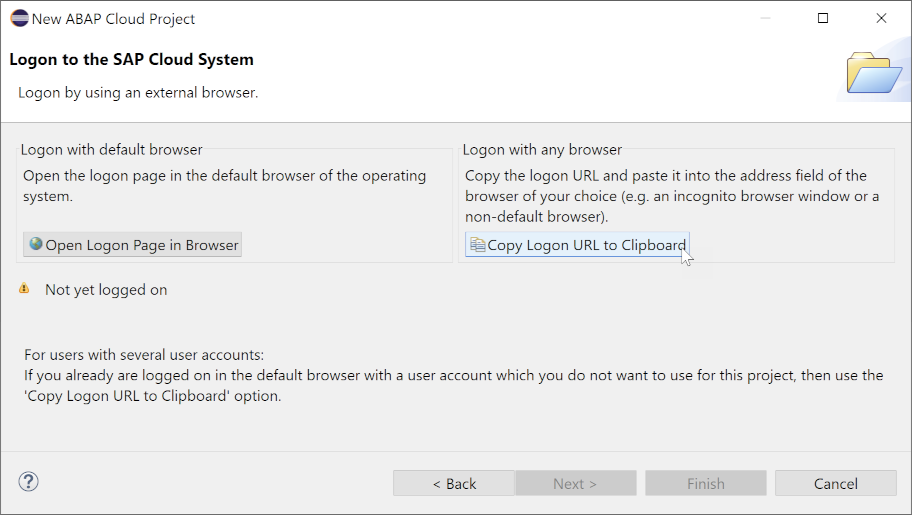 New ABAP Cloud Project
Logon to the SAP Cloud System
Logon by using an external browser.
Logon with default browser
Open the logon page in the default browser of the operating
system.
Open Logon Page in Browser
Logon with any browser
Copy the logon URL and paste it into the address field of the
browser of your choice (e.g. an incognito browser window or a
non-default browser).
Copy Logon URL to Clipboard
Not yet logged on
For users with several user accounts:
If you already are logged on in the default browser with a user account which you do not want to use for this project, then use the
'Copy Logon URL to Clipboard' option.
?
< Back
Next >
Finish
Cancel